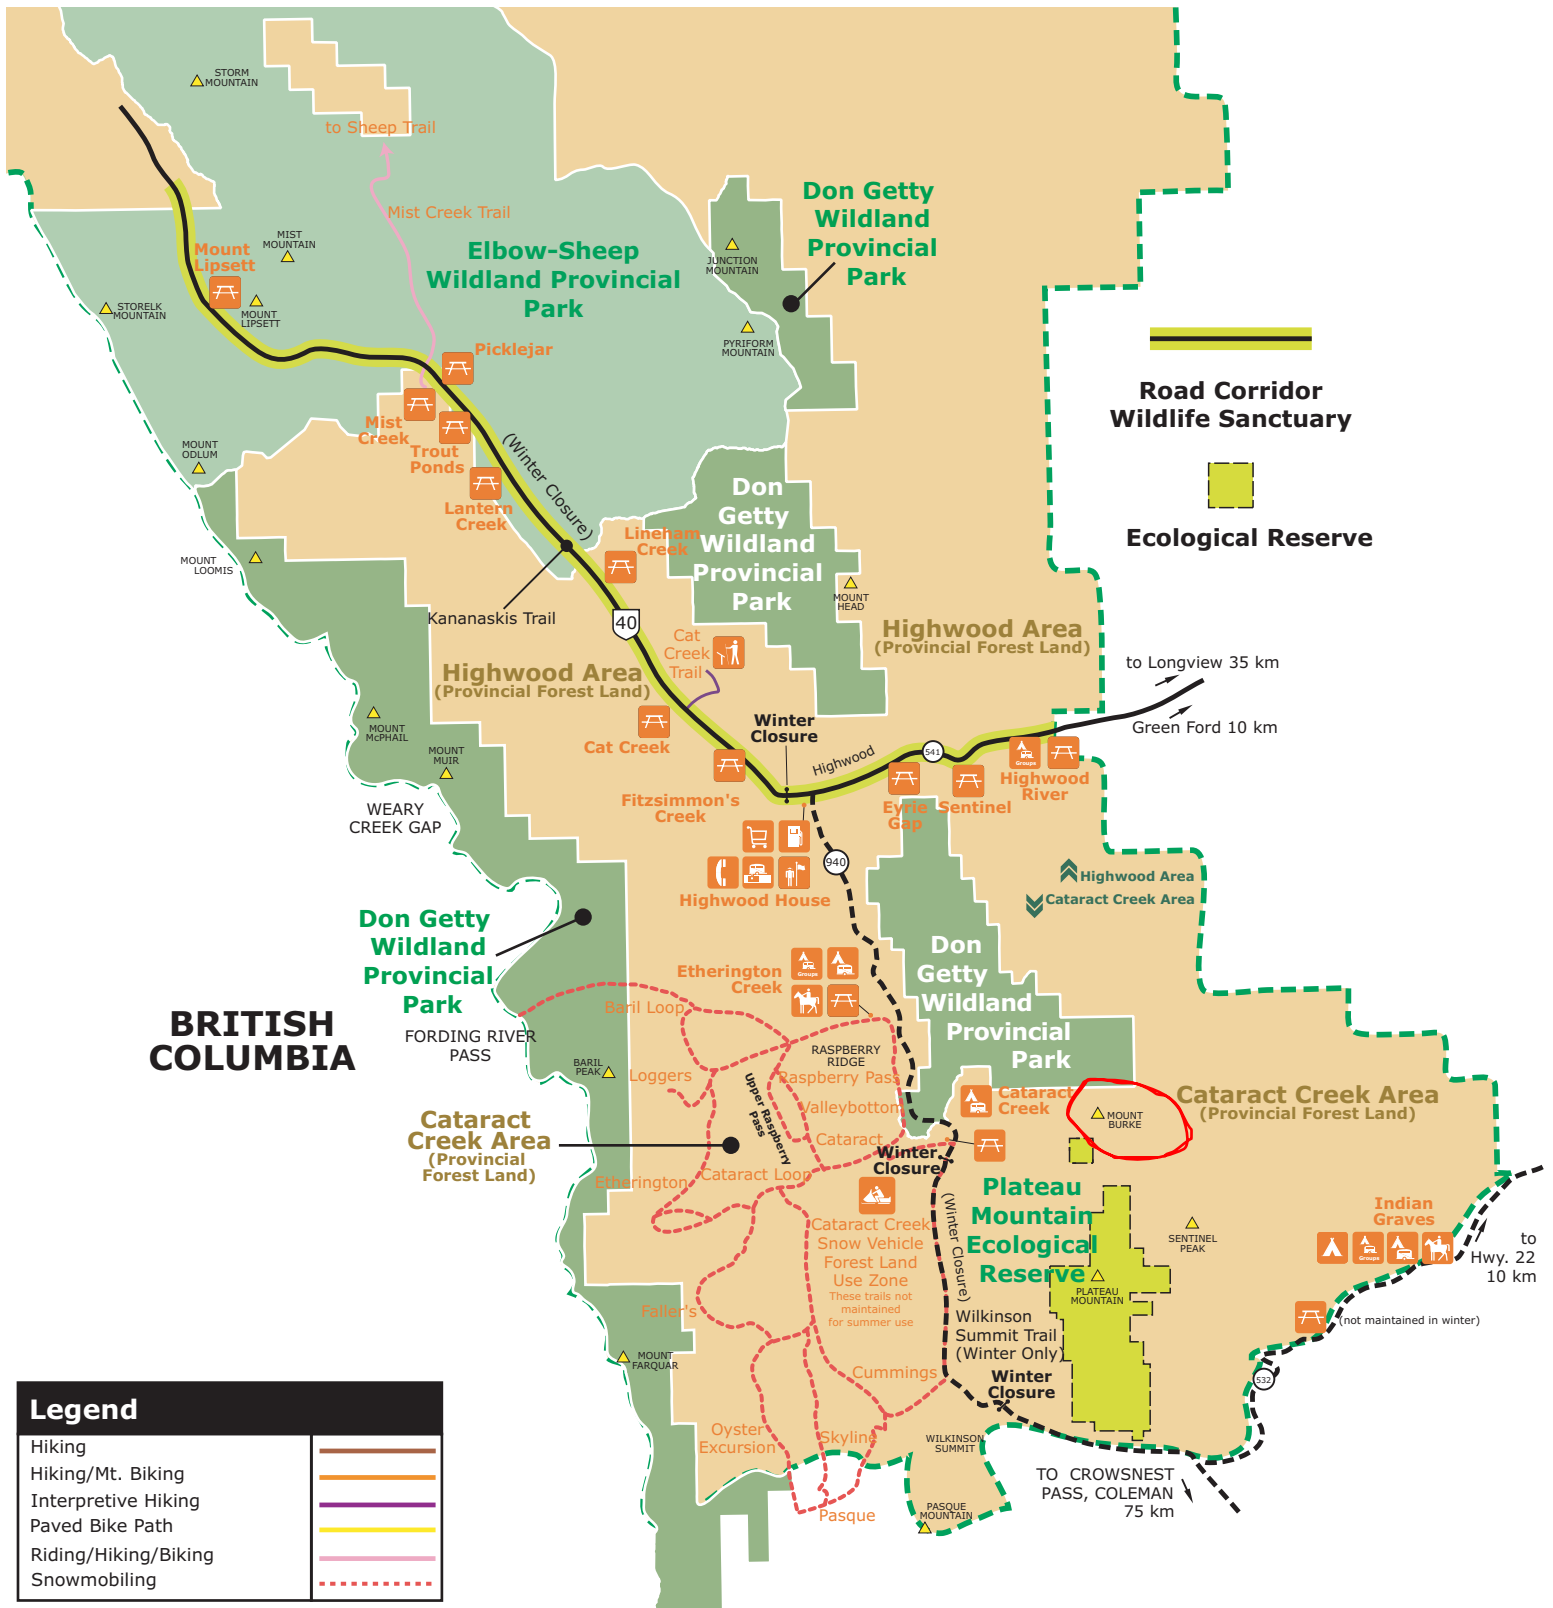 STORM
MOUNTAIN
to Sheep Trail
Mist Creek Trail
MIST
MOUNTAIN
Mount
Lipsett
STORELK
MOUNTAIN
MOUNT
LIPSETT
Elbow-Sheep
Wildland Provincial
Park
Don Getty
Wildland
Provincial
Park
JUNCTION
MOUNTAIN
PYRIFORM
MOUNTAIN
Road Corridor
Wildlife Sanctuary
Ecological Reserve
Picklejar
Mist
Creek
Trout
Ponds
(Winter Closure)
MOUNT
ODLUM
Lantern
Creek
Don
Getty
Wildland
Provincial
Park
Lineham
Creek
MOUNT
LOOMIS
MOUNT
HEAD
Kananaskis Trail
40
Cat
Creek
Trail
Highwood Area
(Provincial Forest Land)
Highwood Area
(Provincial Forest Land)
to Longview 35 km
Green Ford 10 km
MOUNT
McPHAIL
MOUNT
MUIR
Cat Creek
Winter
Closure
Highwood
541
Groups
Highwood
River
Fitzsimmon's
Creek
Eyrie
Gap
Sentinel
WEARY
CREEK GAP
940
Highwood House
Highwood Area
Cataract Creek Area
Don Getty
Wildland
Provincial
Park
Don
Getty
Wildland
Provincial
Park
Etherington
Creek
Groups
BRITISH
COLUMBIA
FORDING RIVER
PASS
Baril Loop
BARIL
PEAK
Loggers
RASPBERRY
RIDGE
Raspberry Pass
Upper Raspberry
Pass
Valleybottom
Cataract
Cataract
Creek
MOUNT
BURKE
Cataract Creek Area
(Provincial Forest Land)
Cataract
Creek Area
(Provincial
Forest Land)
Winter
Closure
Etherington
Cataract Loop
Plateau
Mountain
Ecological
Reserve
(Winter Closure)
Cataract Creek
Snow Vehicle
Forest Land
Use Zone
These trails not
maintained
for summer use
SENTINEL
PEAK
PLATEAU
MOUNTAIN
Indian
Graves
Groups
to
Hwy. 22
10 km
(not maintained in winter)
Faller's
Wilkinson
Summit Trail
(Winter Only)
MOUNT
FARQUAR
Cummings
Winter
Closure
532
Oyster
Excursion
Skyline
WILKINSON
SUMMIT
TO CROWSNEST
PASS, COLEMAN
75 km
Pasque
PASQUE
MOUNTAIN
Legend
Hiking
Hiking/Mt. Biking
Interpretive Hiking
Paved Bike Path
Riding/Hiking/Biking
Snowmobiling